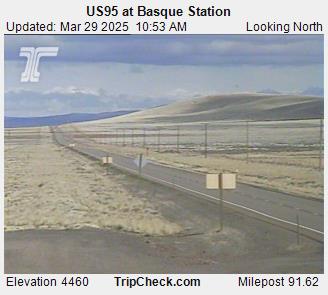 US95 at Basque Station
Updated: Mar 29 2025 10:53 AM Looking North
Elevation 4460 TripCheck.com Milepost 91.62